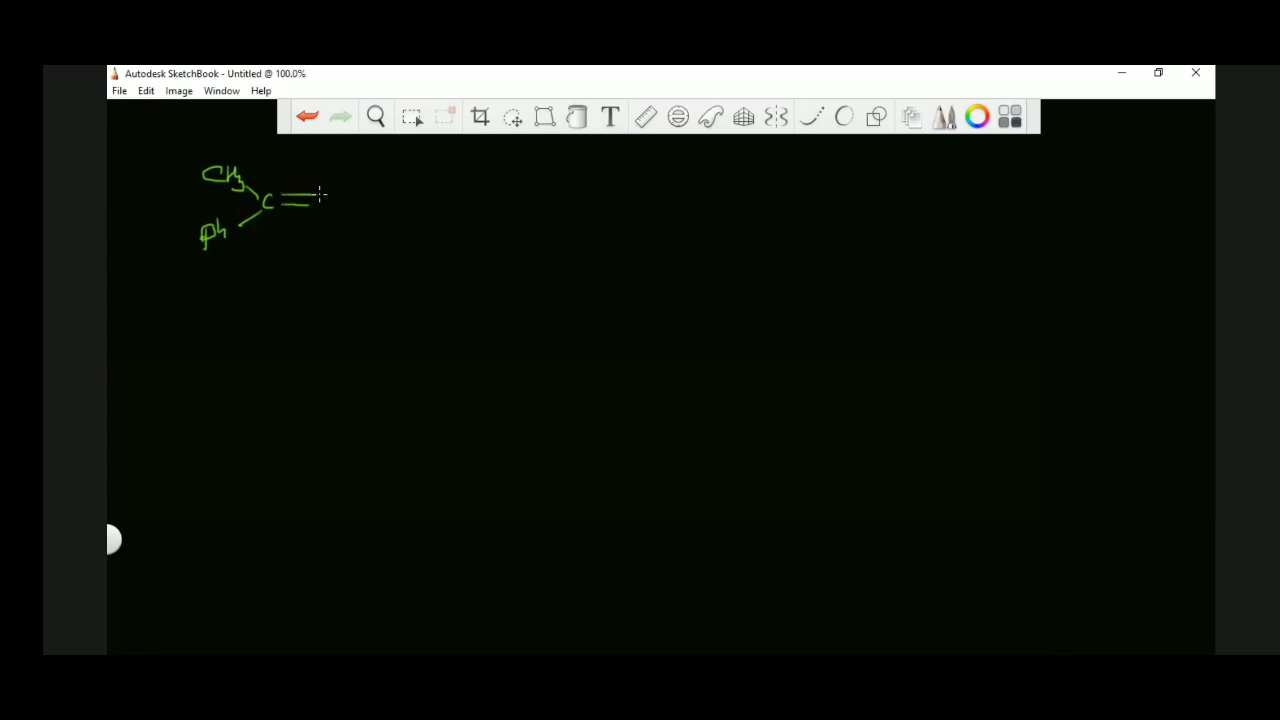 Autodesk SketchBook - Untitled @ 100.0%
File Edit Image Window Help
CH3
C
Ph